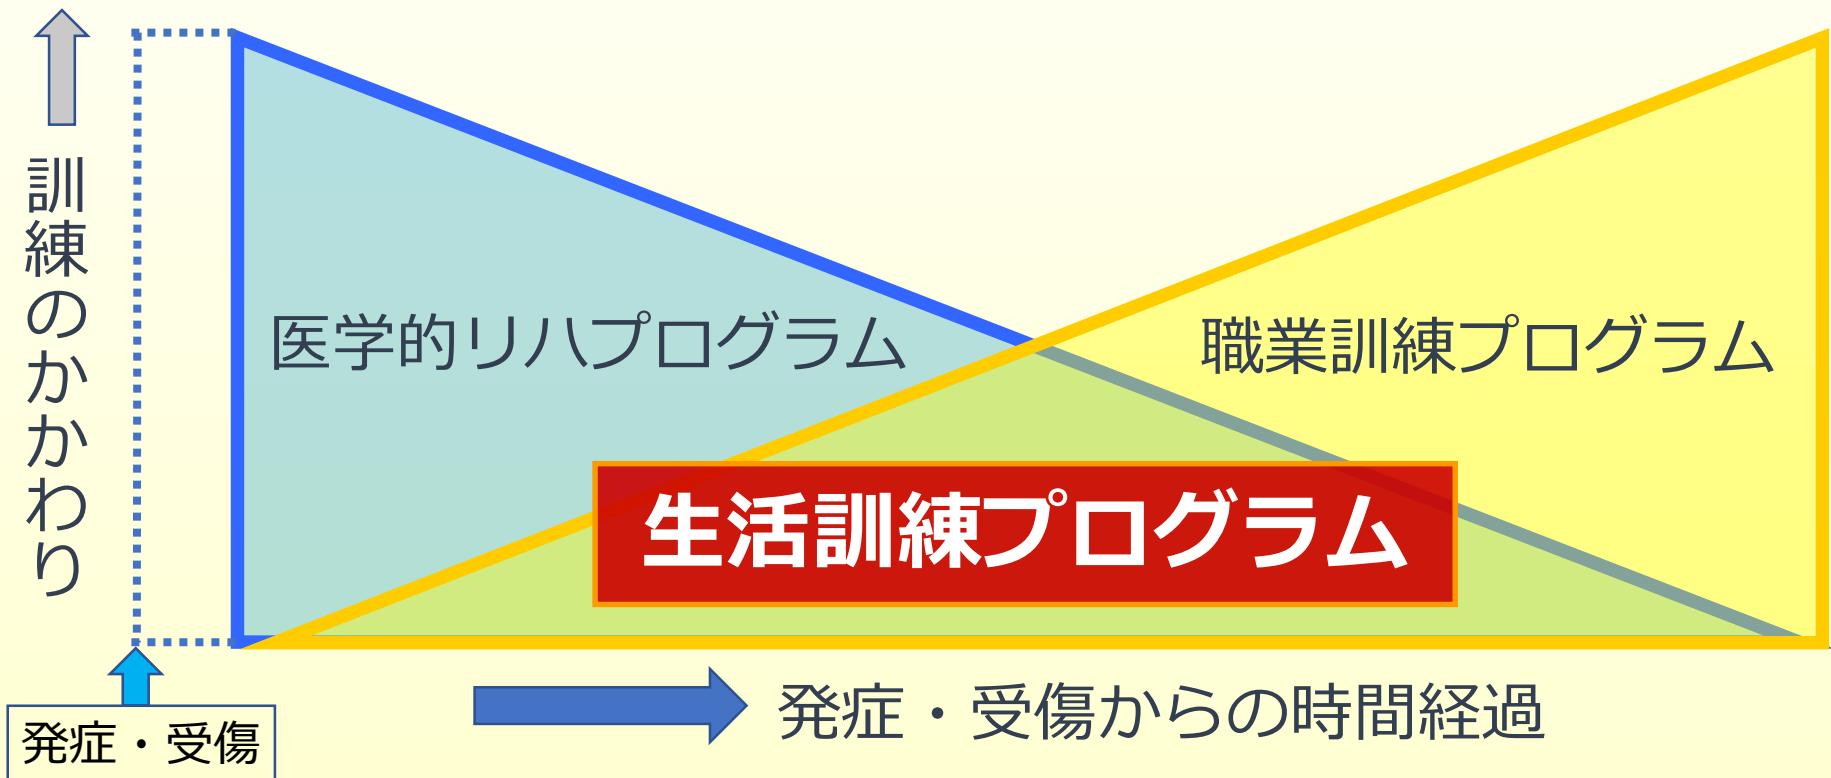 訓練のかかわり
医学的リハプログラム
職業訓練プログラム
生活訓練プログラム
発症・受傷からの時間経過
発症・受傷